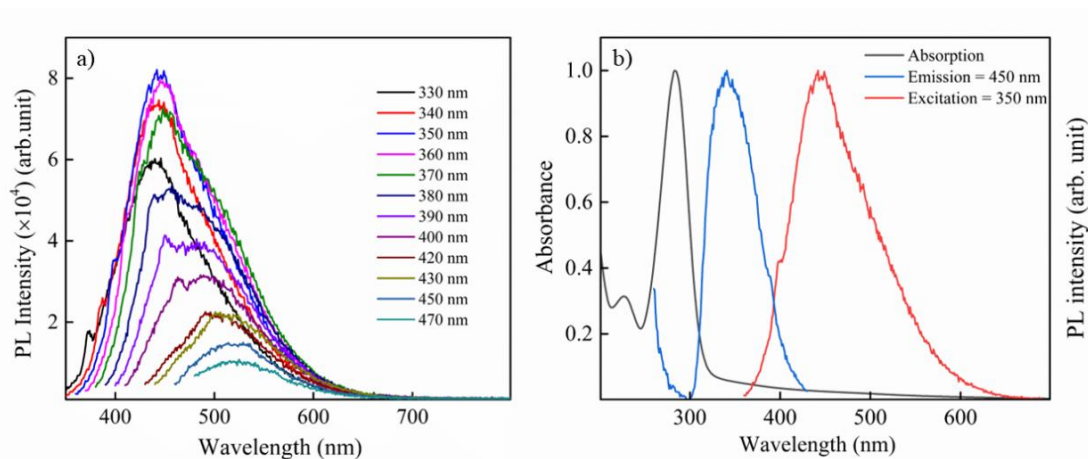 a)
PL Intensity (×10⁴) (arb.unit)
8
6
4
2
330 nm
340 nm
350 nm
360 nm
370 nm
380 nm
390 nm
400 nm
420 nm
430 nm
450 nm
470 nm
400 500 600 700
Wavelength (nm)
b)
Absorbance
1.0
0.8
0.6
0.4
0.2
Absorption
Emission = 450 nm
Excitation = 350 nm
PL intensity (arb. unit)
300 400 500 600
Wavelength (nm)